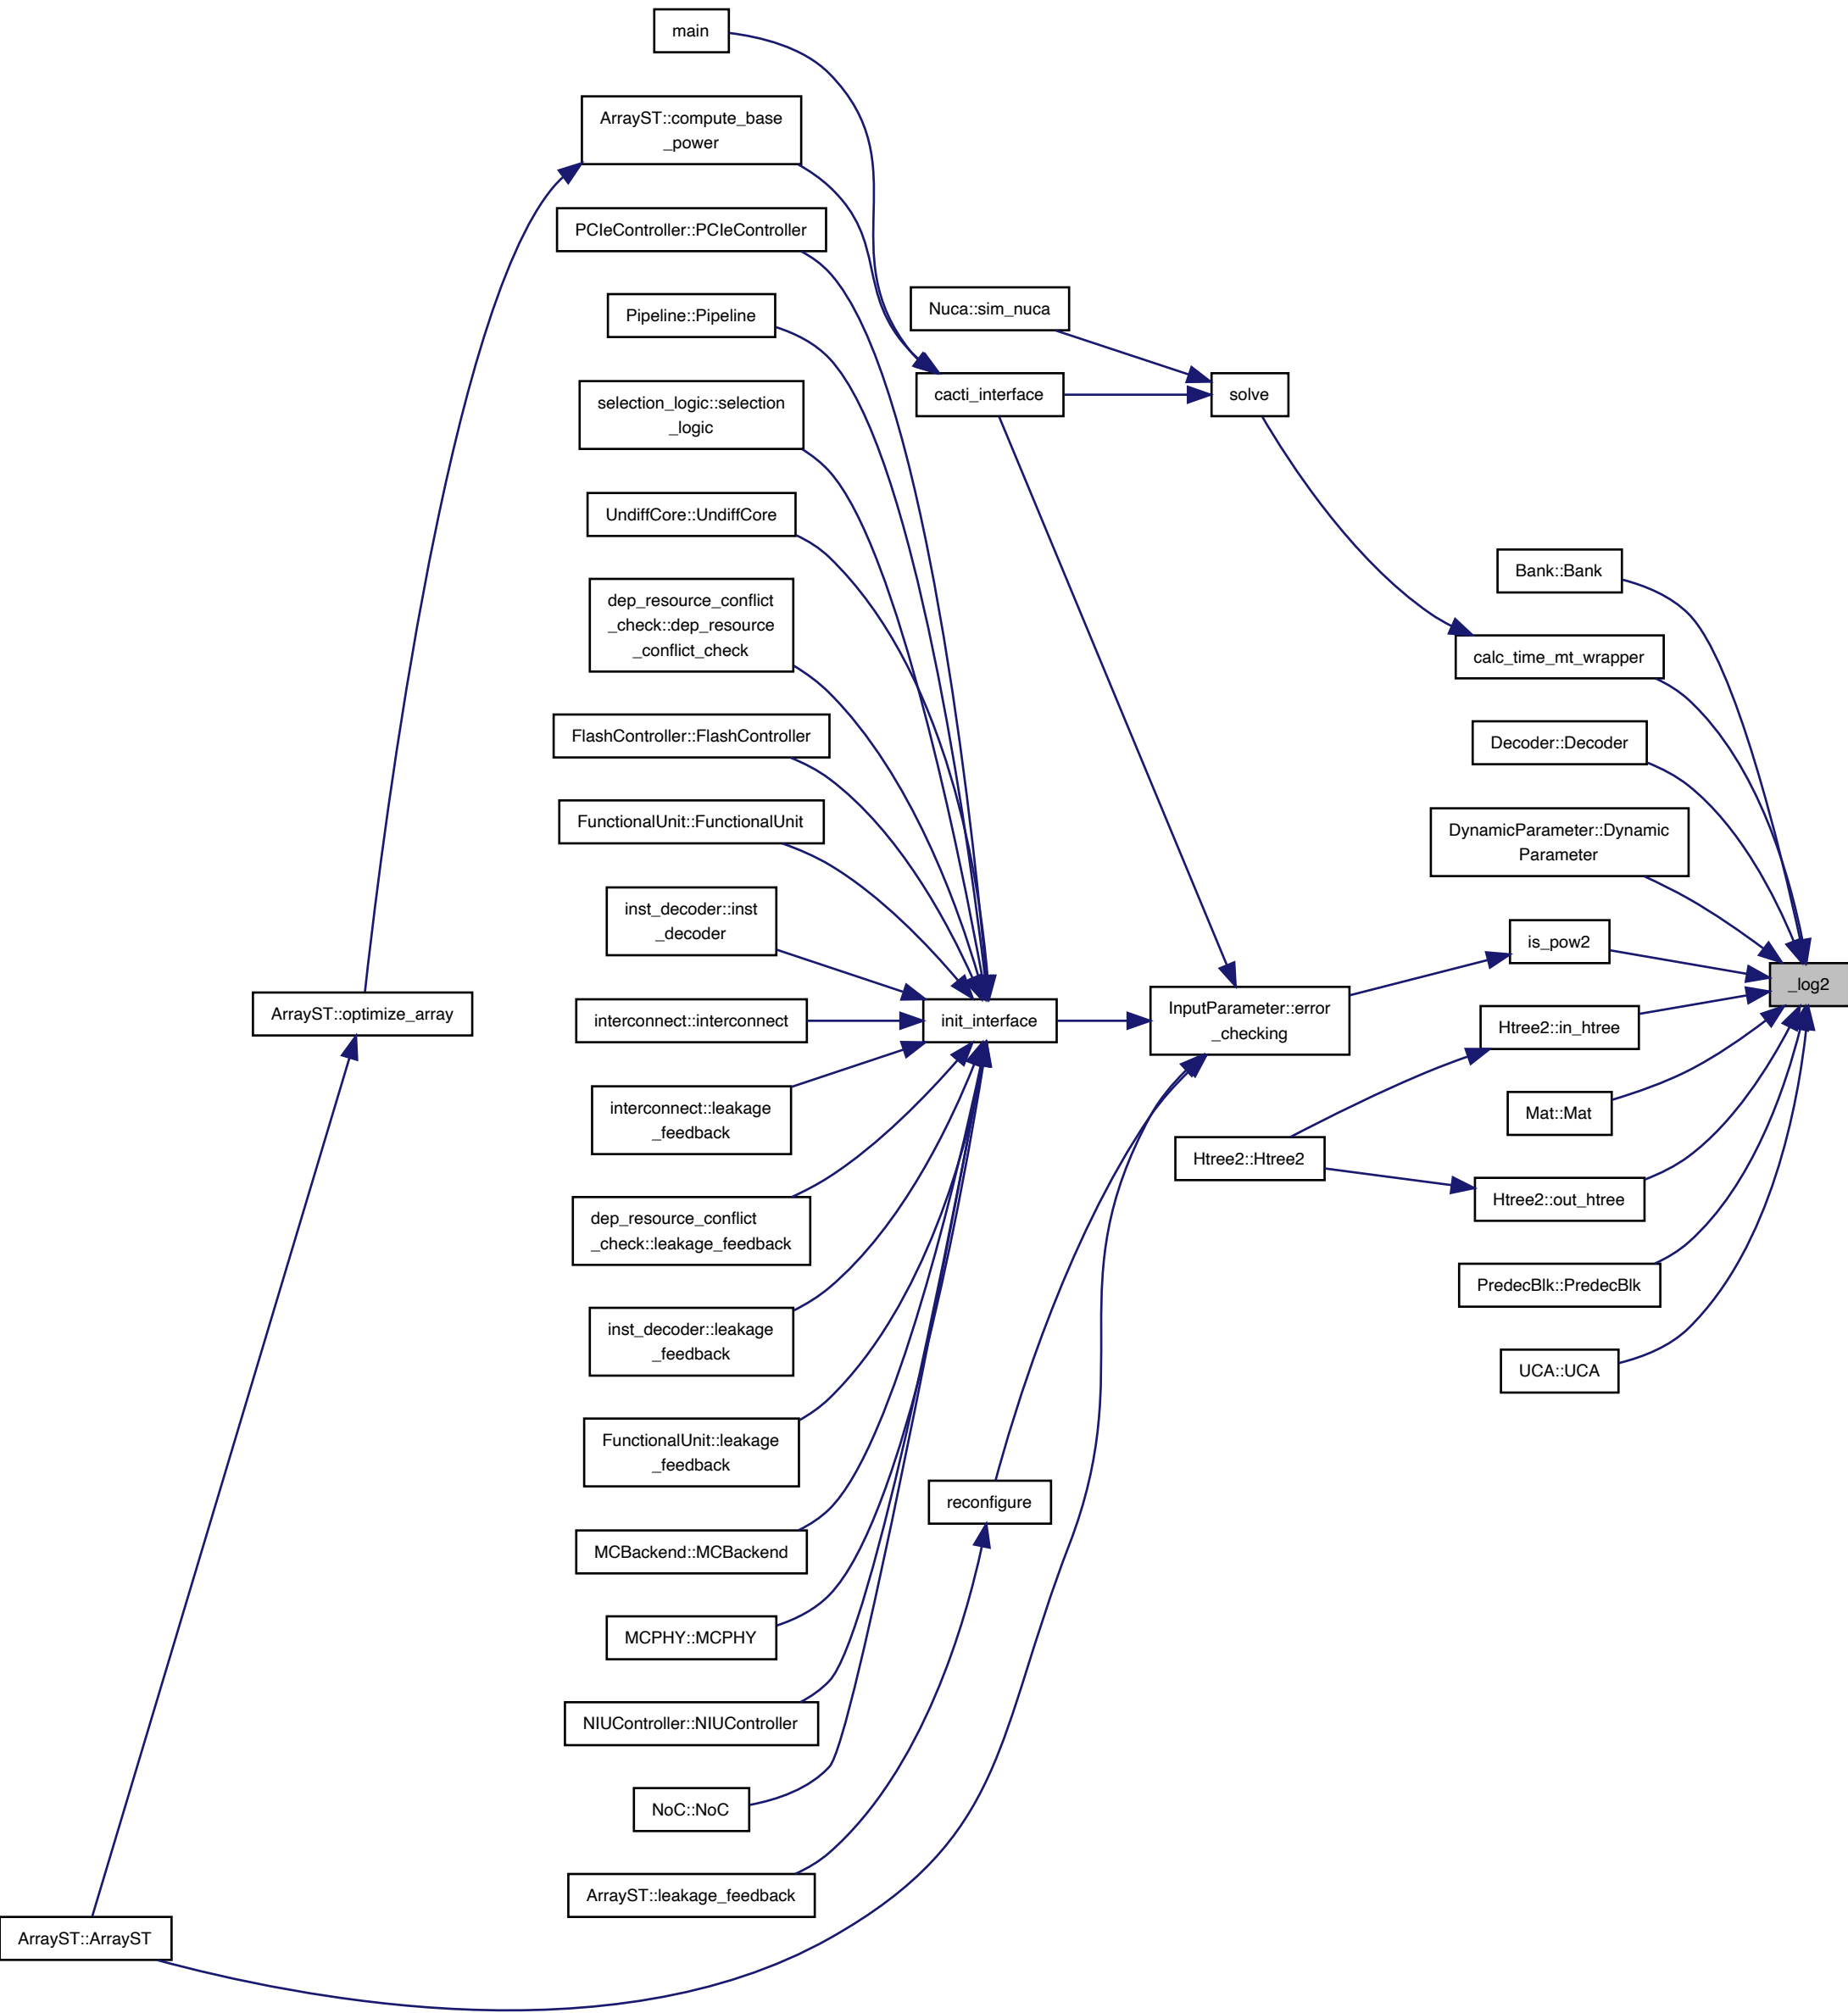 main
ArrayST::compute_base
_power
PCIeController::PCIeController
Pipeline::Pipeline
selection_logic::selection
_logic
UndiffCore::UndiffCore
dep_resource_conflict
_check::dep_resource
_conflict_check
FlashController::FlashController
FunctionalUnit::FunctionalUnit
inst_decoder::inst
_decoder
interconnect::interconnect
interconnect::leakage
_feedback
dep_resource_conflict
_check::leakage_feedback
inst_decoder::leakage
_feedback
FunctionalUnit::leakage
_feedback
MCBackend::MCBackend
MCPHY::MCPHY
NIUController::NIUController
NoC::NoC
ArrayST::leakage_feedback
ArrayST::optimize_array
ArrayST::ArrayST
Nuca::sim_nuca
cacti_interface
solve
init_interface
InputParameter::error
_checking
Htree2::Htree2
reconfigure
Bank::Bank
calc_time_mt_wrapper
Decoder::Decoder
DynamicParameter::Dynamic
Parameter
is_pow2
Htree2::in_htree
Mat::Mat
Htree2::out_htree
PredecBlk::PredecBlk
UCA::UCA
_log2